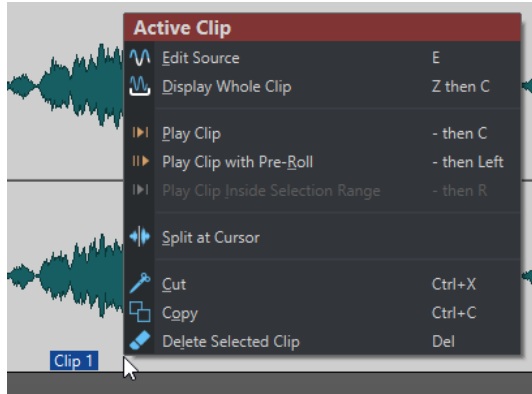 Active Clip
Edit Source E
Display Whole Clip Z then C
Play Clip - then C
Play Clip with Pre-Roll - then Left
Play Clip Inside Selection Range - then R
Split at Cursor
Cut Ctrl+X
Copy Ctrl+C
Delete Selected Clip Del
Clip 1